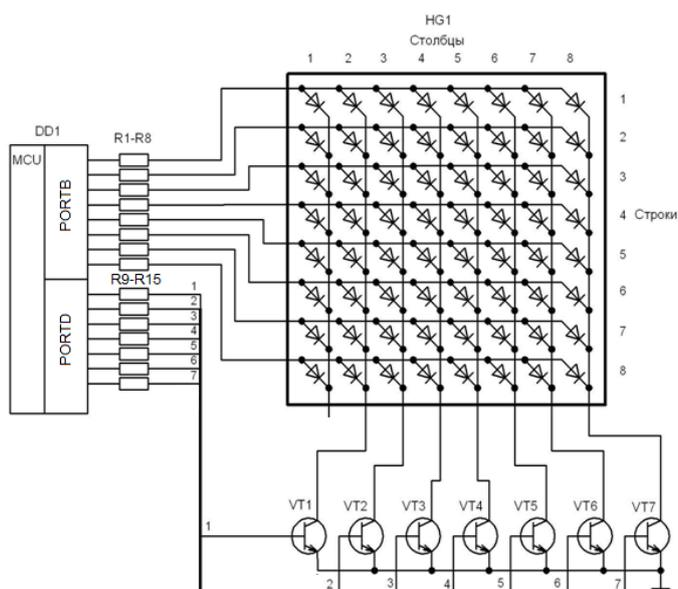 HG1
Столбцы
1 2 3 4 5 6 7 8
1
DD1
R1-R8
2
MCU
PORTB
3
4 Строки
5
R9-R15
1
6
2
3
PORTD
4
7
5
6
8
7
VT1 VT2 VT3 VT4 VT5 VT6 VT7
1
2 3 4 5 6 7